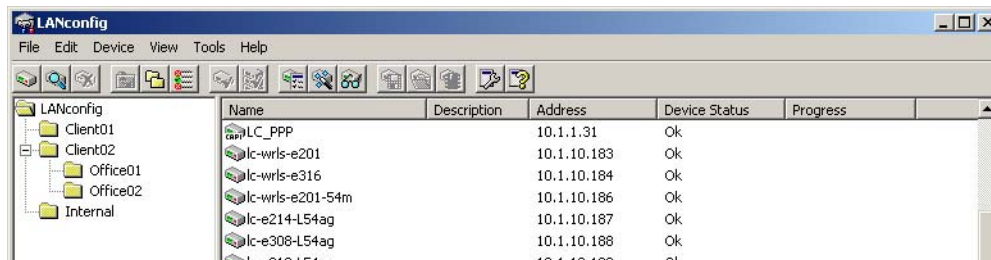 LANconfig
File Edit Device View Tools Help
LANconfig
Client01
Client02
Office01
Office02
Internal
Name Description Address Device Status Progress
LC_PPP 10.1.1.31 Ok
lc-wrls-e201 10.1.10.183 Ok
lc-wrls-e316 10.1.10.184 Ok
lc-wrls-e201-54m 10.1.10.186 Ok
lc-e214-L54ag 10.1.10.187 Ok
lc-e308-L54ag 10.1.10.188 Ok